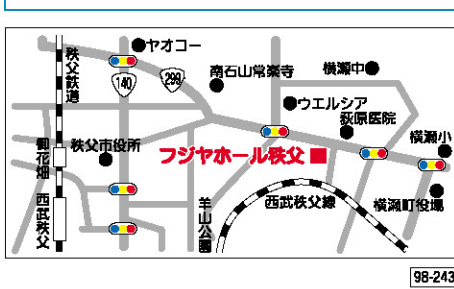 ヤオコー
秩父鉄道
140
299
南石山常楽寺
横瀬中
ウエルシア
荻原医院
横瀬小
御花畑
秩父市役所
フジヤホール秩父
西武秩父
羊山公園
西武秩父線
横瀬町役場
98-243